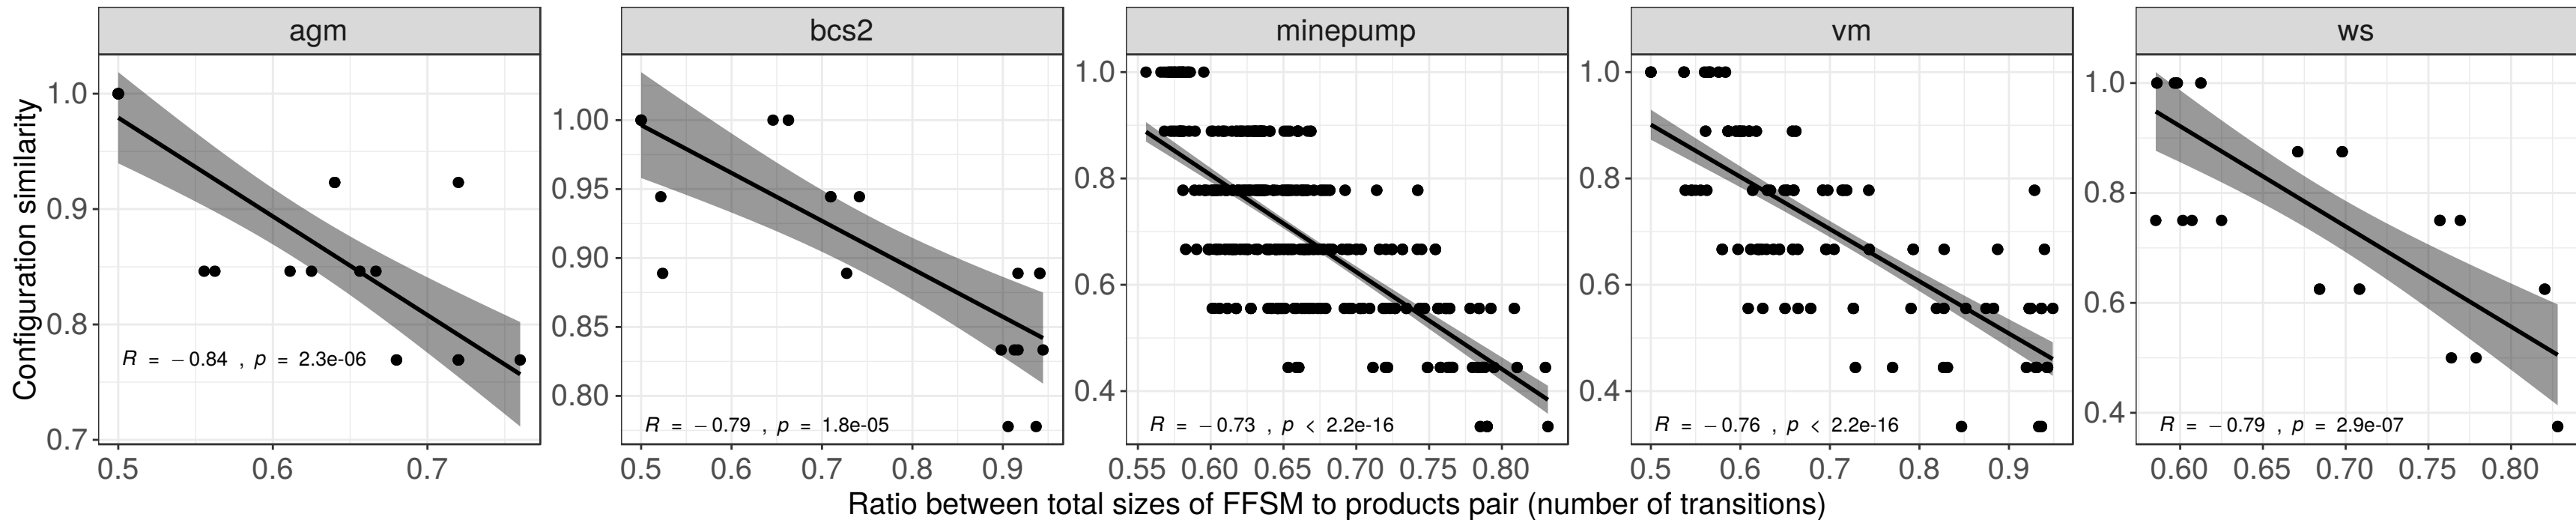 agm bcs2 minepump vm ws
Configuration similarity
1.0
0.9
0.8
0.7
R = −0.84 , p = 2.3e-06
0.5 0.6 0.7
1.00
0.95
0.90
0.85
0.80
R = −0.79 , p = 1.8e-05
0.5 0.6 0.7 0.8 0.9
1.0
0.8
0.6
0.4
R = −0.73 , p < 2.2e-16
0.55 0.60 0.65 0.70 0.75 0.80
1.0
0.8
0.6
0.4
R = −0.76 , p < 2.2e-16
0.5 0.6 0.7 0.8 0.9
1.0
0.8
0.6
0.4
R = −0.79 , p = 2.9e-07
0.60 0.65 0.70 0.75 0.80
Ratio between total sizes of FFSM to products pair (number of transitions)